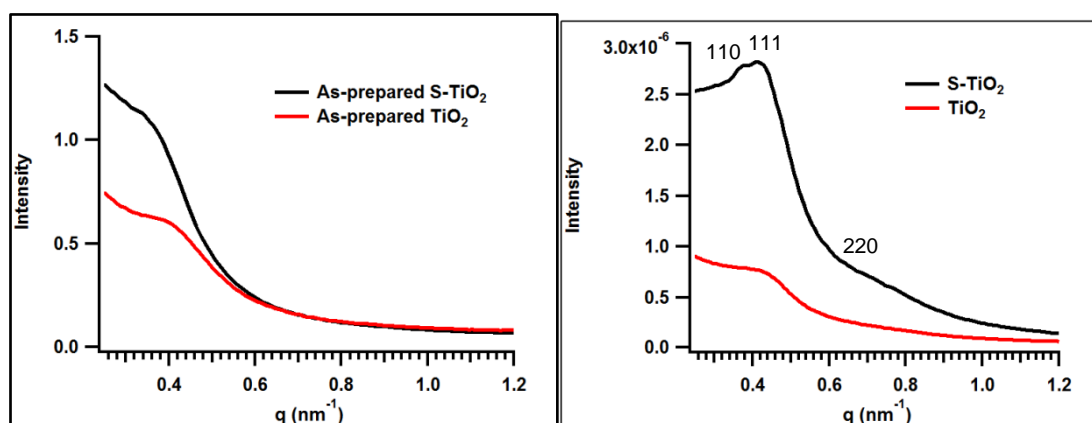 1.5
1.0
0.5
0.0
Intensity
As-prepared S-TiO₂
As-prepared TiO₂
0.4 0.6 0.8 1.0 1.2
q (nm⁻¹)
3.0x10⁻⁶
2.5
2.0
1.5
1.0
0.5
0.0
Intensity
110 111
220
S-TiO₂
TiO₂
0.4 0.6 0.8 1.0 1.2
q (nm⁻¹)